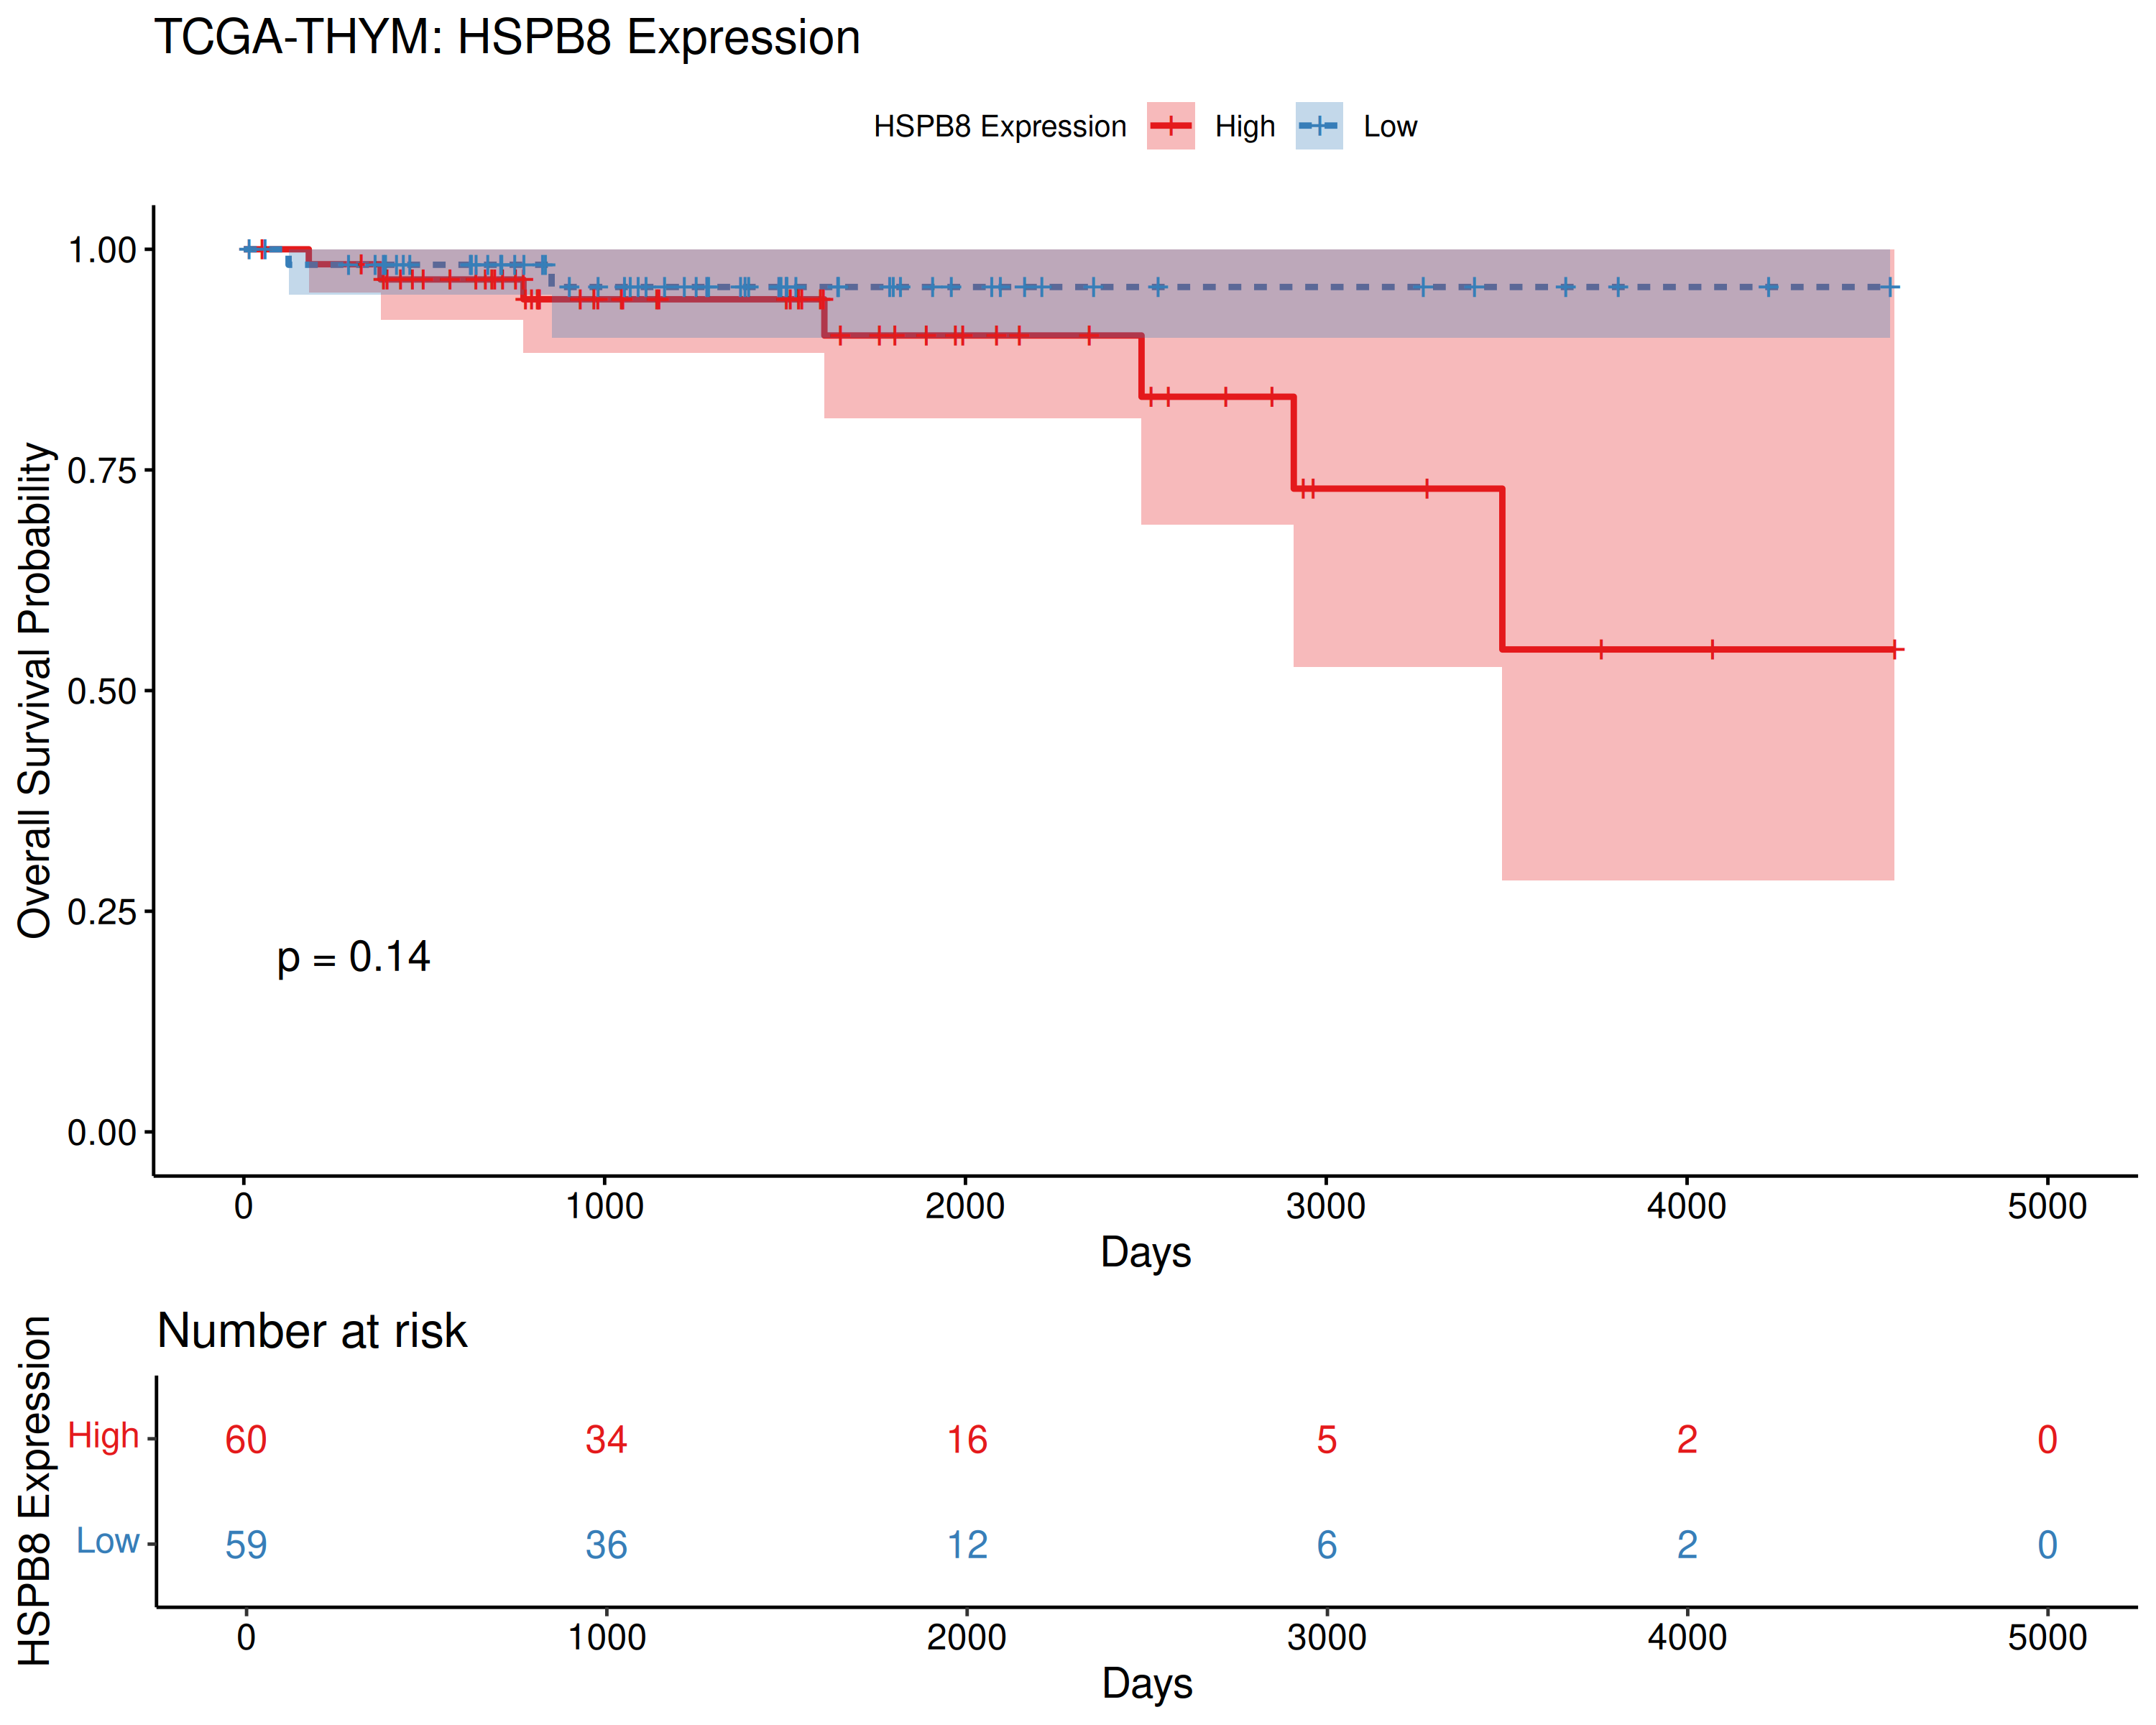 TCGA-THYM: HSPB8 Expression
HSPB8 Expression High Low
Overall Survival Probability
1.00
0.75
0.50
0.25
0.00
p = 0.14
0 1000 2000 3000 4000 5000
Days
Number at risk
HSPB8 Expression
High 60 34 16 5 2 0
Low 59 36 12 6 2 0
0 1000 2000 3000 4000 5000
Days